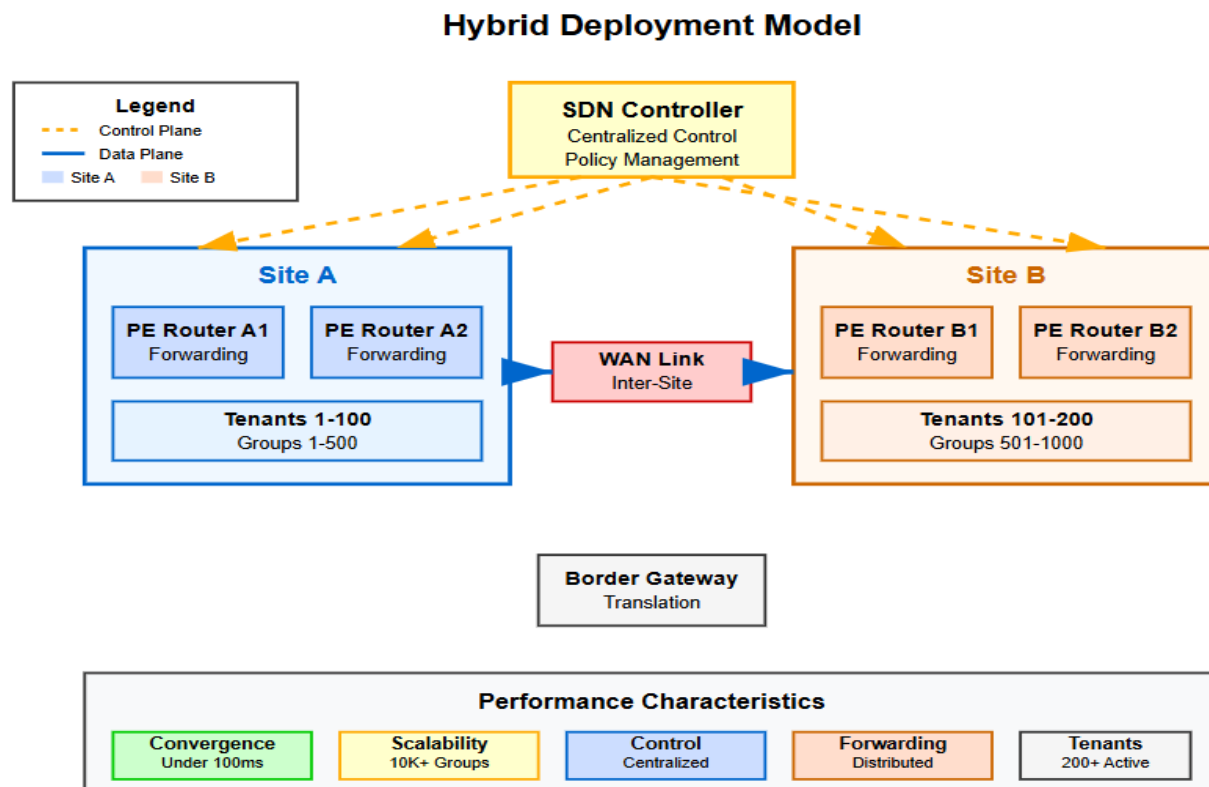 Hybrid Deployment Model
Legend
Control Plane
Data Plane
Site A
Site B
SDN Controller
Centralized Control
Policy Management
Site A
PE Router A1
Forwarding
PE Router A2
Forwarding
Tenants 1-100
Groups 1-500
WAN Link
Inter-Site
Site B
PE Router B1
Forwarding
PE Router B2
Forwarding
Tenants 101-200
Groups 501-1000
Border Gateway
Translation
Performance Characteristics
Convergence
Under 100ms
Scalability
10K+ Groups
Control
Centralized
Forwarding
Distributed
Tenants
200+ Active